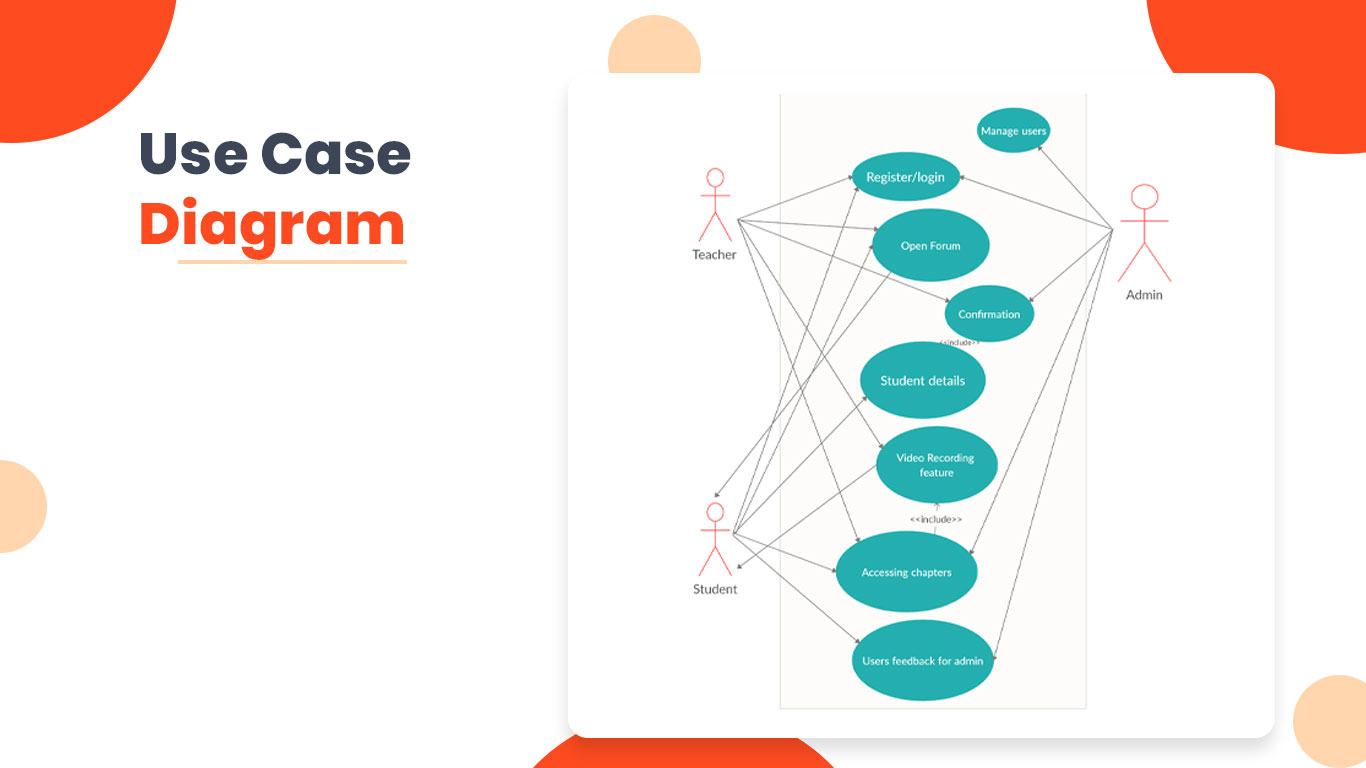 Use Case
Diagram
Manage users
Register/login
Teacher
Open Forum
Admin
Confirmation
<<include>>
Student details
Video Recording
feature
<<include>>
Accessing chapters
Student
Users feedback for admin